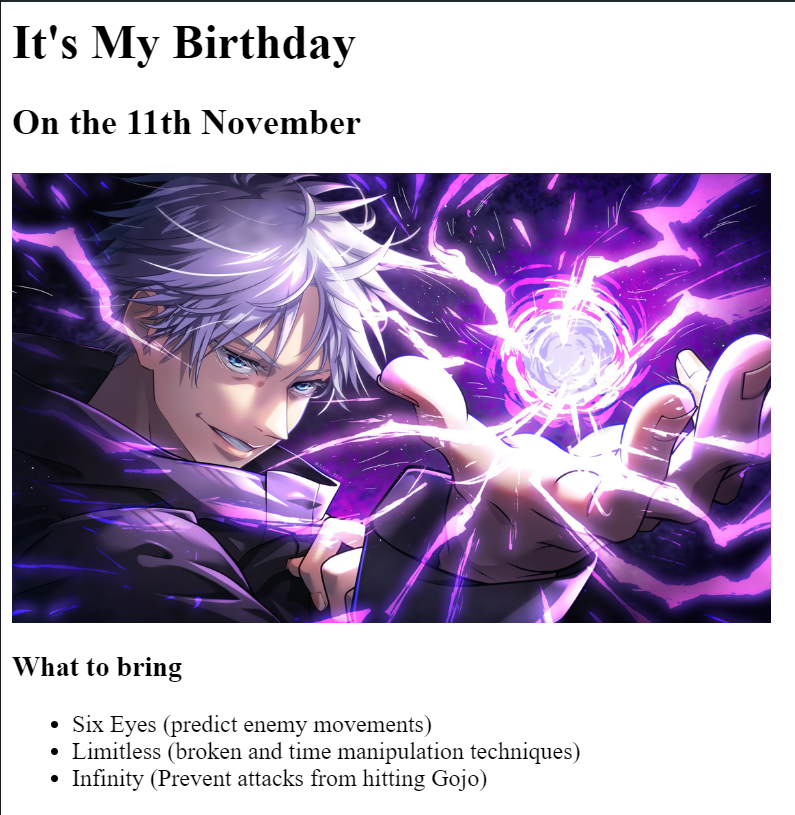 It's My Birthday
On the 11th November
What to bring
Six Eyes (predict enemy movements)
Limitless (broken and time manipulation techniques)
Infinity (Prevent attacks from hitting Gojo)